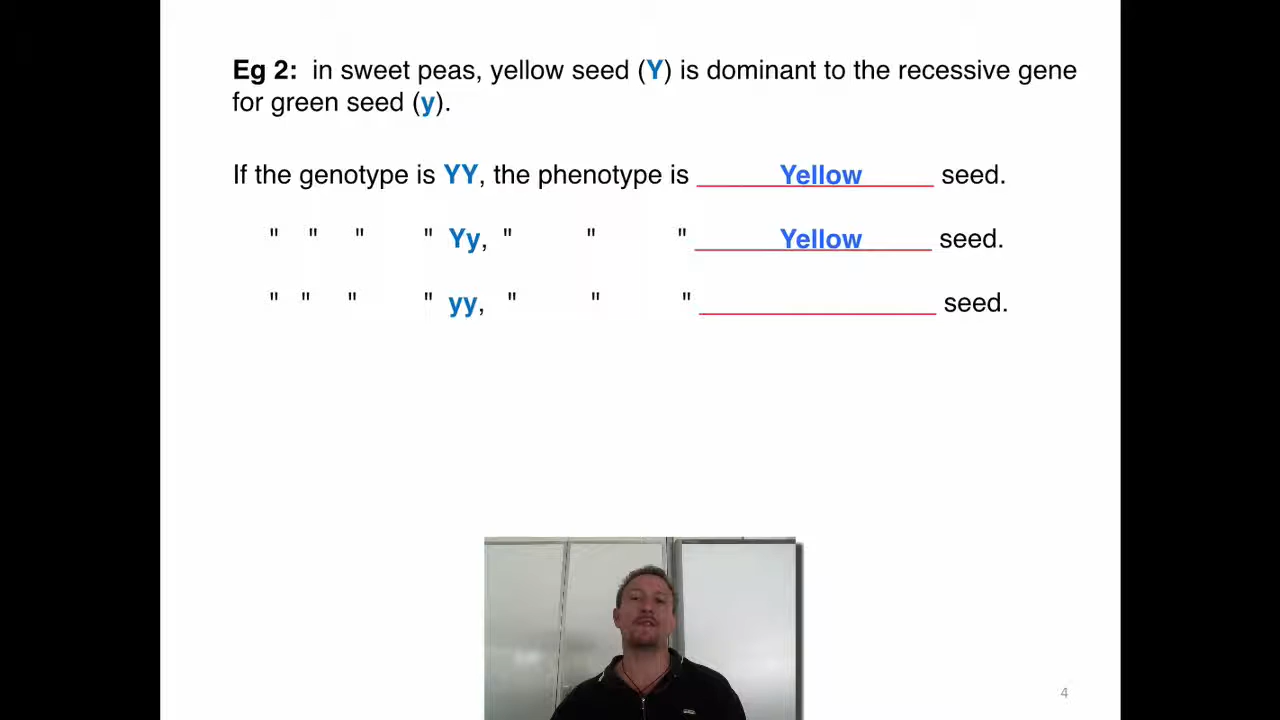 Eg 2: in sweet peas, yellow seed (Y) is dominant to the recessive gene
for green seed (y).
If the genotype is YY, the phenotype is Yellow seed.
" " " " Yy, " " " Yellow seed.
" " " " yy, " " " ________________ seed.
4